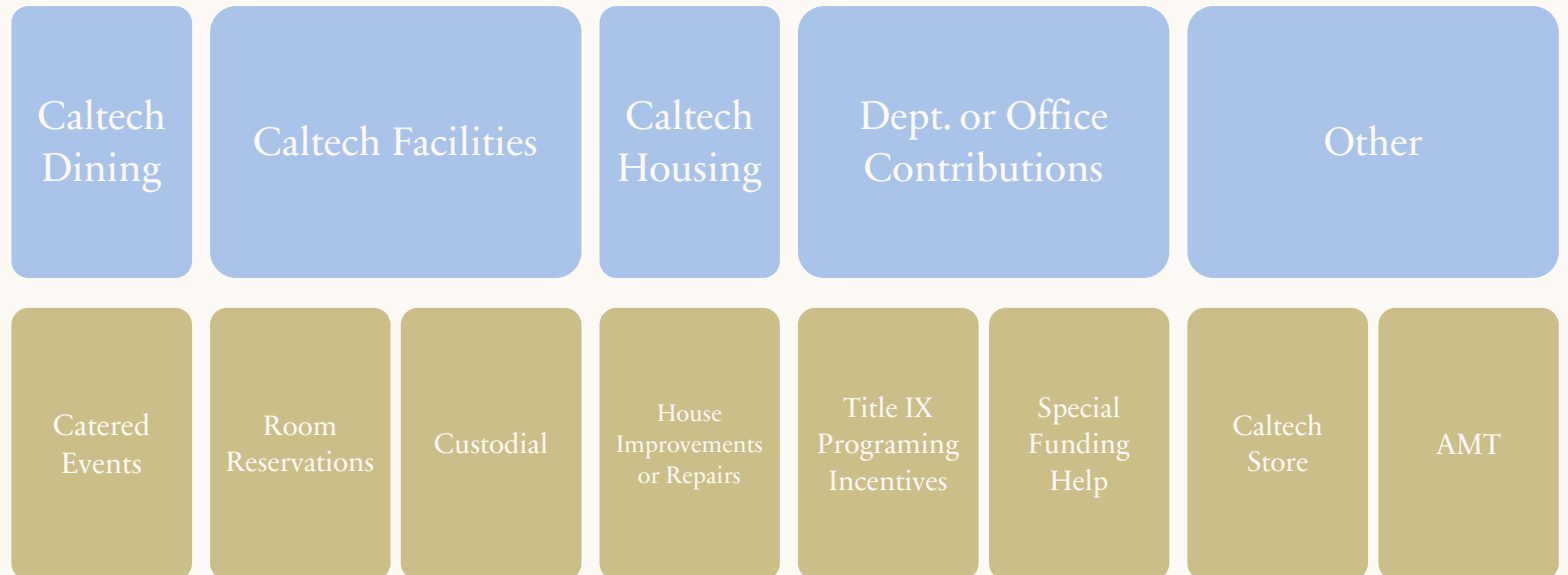 Caltech
Dining
Caltech Facilities
Caltech
Housing
Dept. or Office
Contributions
Other
Catered
Events
Room
Reservations
Custodial
House
Improvements
or Repairs
Title IX
Programing
Incentives
Special
Funding
Help
Caltech
Store
AMT